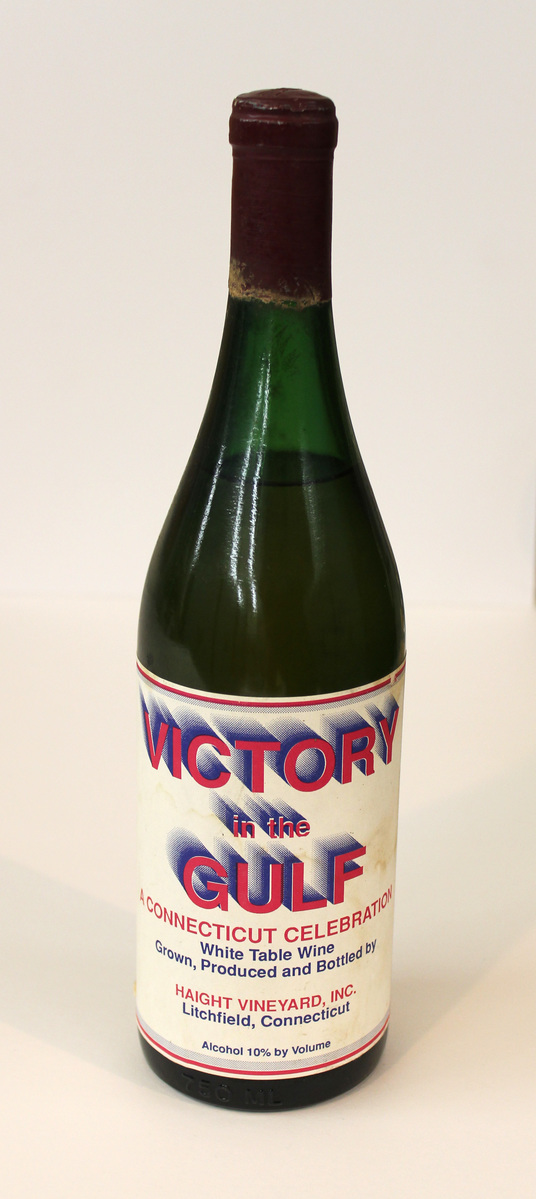 VICTORY
in the
GULF
A CONNECTICUT CELEBRATION
White Table Wine
Grown, Produced and Bottled by
HAIGHT VINEYARD, INC.
Litchfield, Connecticut
Alcohol 10% by Volume
750 ML